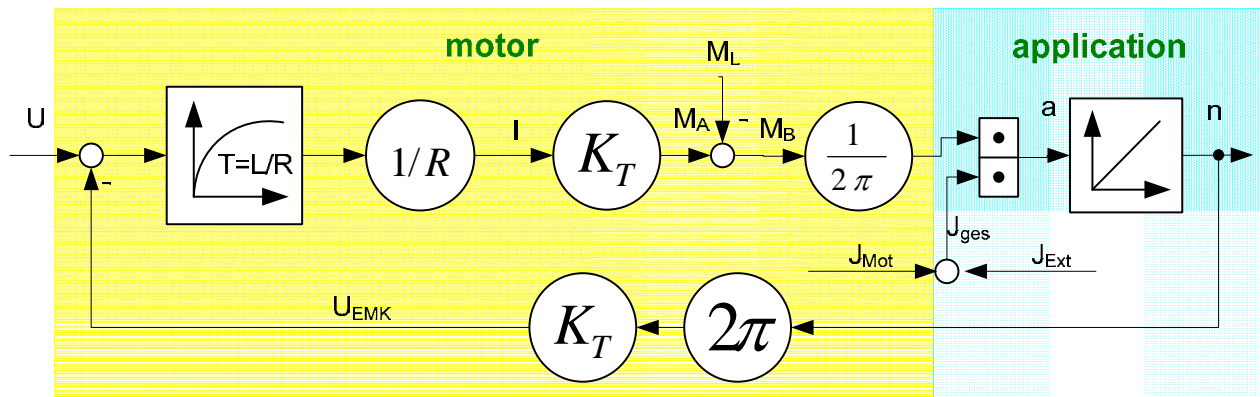 motor
application
M_L
U
T=L/R
1/R
I
K_T
M_A
-
M_B
1
2 π
a
n
-
J_ges
J_Mot
J_Ext
U_EMK
K_T
2π